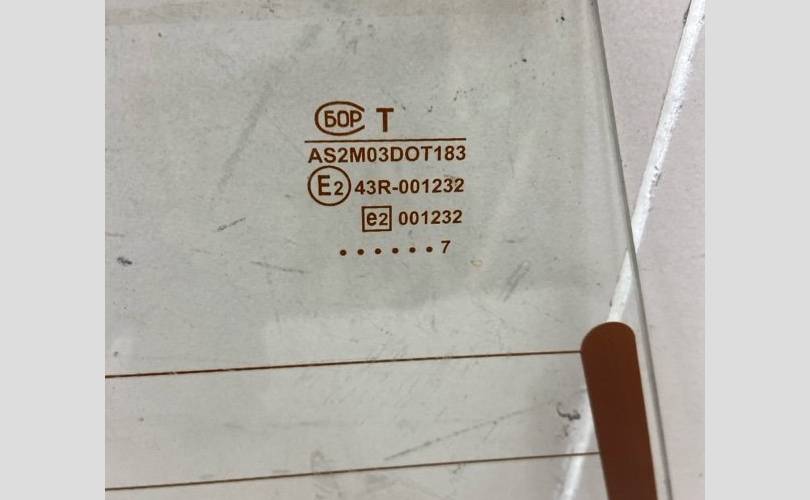 БОР T
AS2M03DOT183
E2 43R-001232
e2 001232
......7